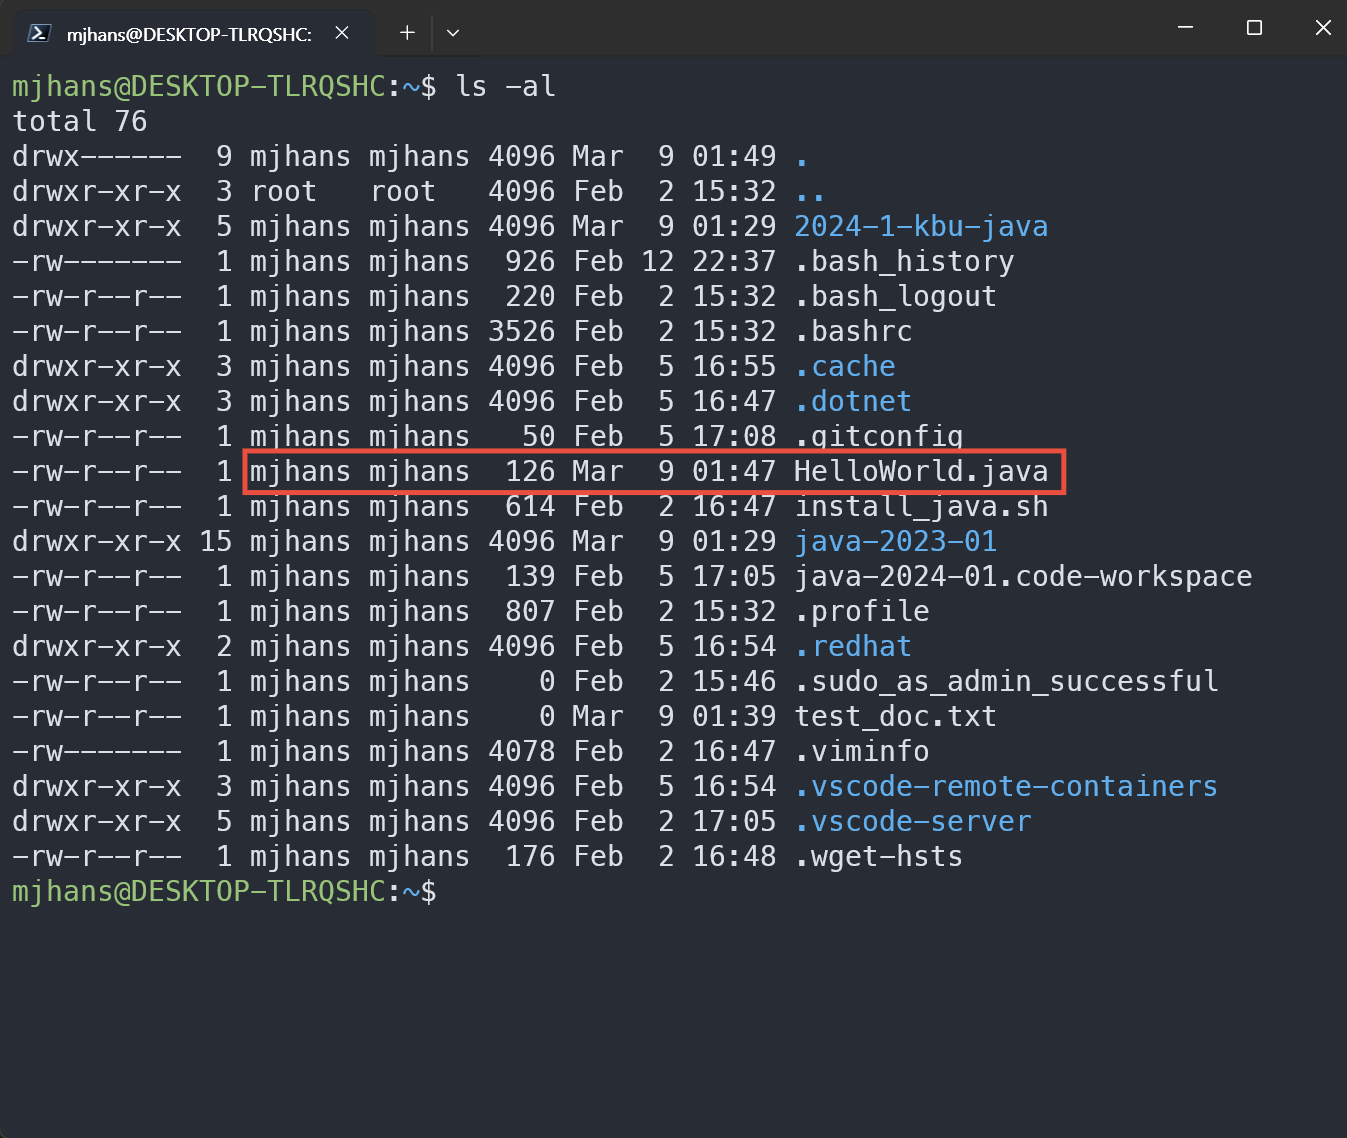 mjhans@DESKTOP-TLRQSHC:
mjhans@DESKTOP-TLRQSHC:~$ ls -al
total 76
drwx------  9 mjhans mjhans 4096 Mar  9 01:49 .
drwxr-xr-x  3 root   root   4096 Feb  2 15:32 ..
drwxr-xr-x  5 mjhans mjhans 4096 Mar  9 01:29 2024-1-kbu-java
-rw-------  1 mjhans mjhans  926 Feb 12 22:37 .bash_history
-rw-r--r--  1 mjhans mjhans  220 Feb  2 15:32 .bash_logout
-rw-r--r--  1 mjhans mjhans 3526 Feb  2 15:32 .bashrc
drwxr-xr-x  3 mjhans mjhans 4096 Feb  5 16:55 .cache
drwxr-xr-x  3 mjhans mjhans 4096 Feb  5 16:47 .dotnet
-rw-r--r--  1 mjhans mjhans   50 Feb  5 17:08 .gitconfig
-rw-r--r--  1 mjhans mjhans  126 Mar  9 01:47 HelloWorld.java
-rw-r--r--  1 mjhans mjhans  614 Feb  2 16:47 install_java.sh
drwxr-xr-x 15 mjhans mjhans 4096 Mar  9 01:29 java-2023-01
-rw-r--r--  1 mjhans mjhans  139 Feb  5 17:05 java-2024-01.code-workspace
-rw-r--r--  1 mjhans mjhans  807 Feb  2 15:32 .profile
drwxr-xr-x  2 mjhans mjhans 4096 Feb  5 16:54 .redhat
-rw-r--r--  1 mjhans mjhans    0 Feb  2 15:46 .sudo_as_admin_successful
-rw-r--r--  1 mjhans mjhans    0 Mar  9 01:39 test_doc.txt
-rw-------  1 mjhans mjhans 4078 Feb  2 16:47 .viminfo
drwxr-xr-x  3 mjhans mjhans 4096 Feb  5 16:54 .vscode-remote-containers
drwxr-xr-x  5 mjhans mjhans 4096 Feb  2 17:05 .vscode-server
-rw-r--r--  1 mjhans mjhans  176 Feb  2 16:48 .wget-hsts
mjhans@DESKTOP-TLRQSHC:~$